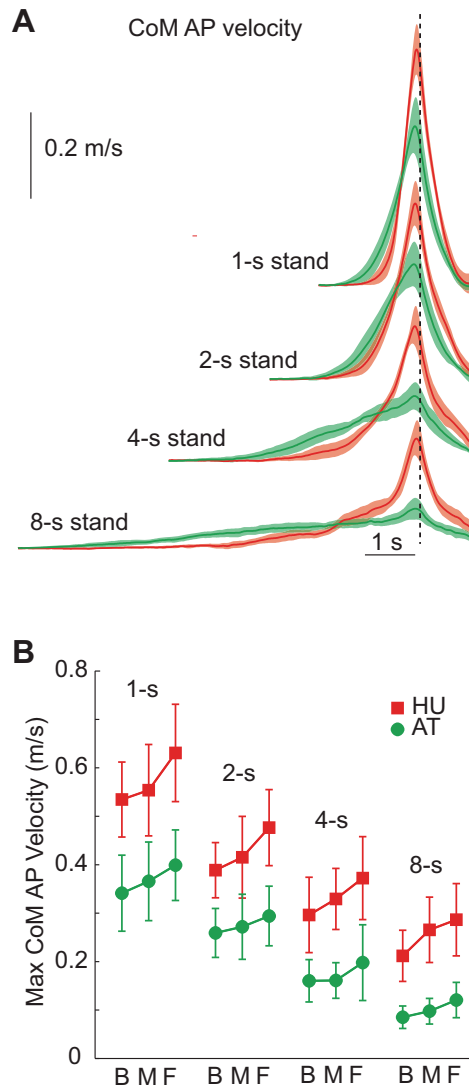 A
CoM AP velocity
0.2 m/s
1-s stand
2-s stand
4-s stand
8-s stand
1 s
B
Max CoM AP Velocity (m/s)
0.8
0.6
0.4
0.2
0
1-s
2-s
4-s
8-s
HU
AT
B M F B M F B M F B M F